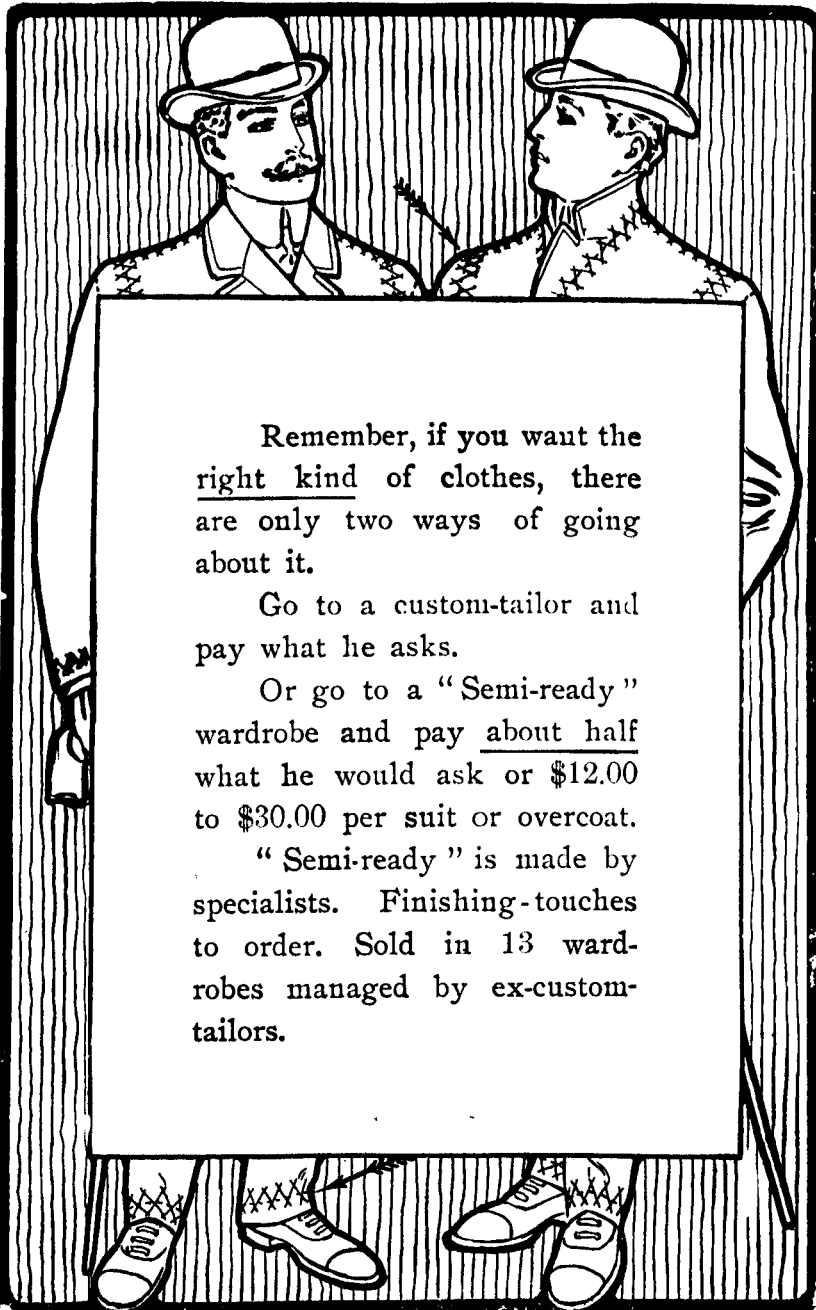 Remember, if you want the
right kind of clothes, there
are only two ways of going
about it.
Go to a custom-tailor and
pay what he asks.
Or go to a "Semi-ready"
wardrobe and pay about half
what he would ask or $12.00
to $30.00 per suit or overcoat.
"Semi-ready" is made by
specialists. Finishing-touches
to order. Sold in 13 ward-
robes managed by ex-custom-
tailors.